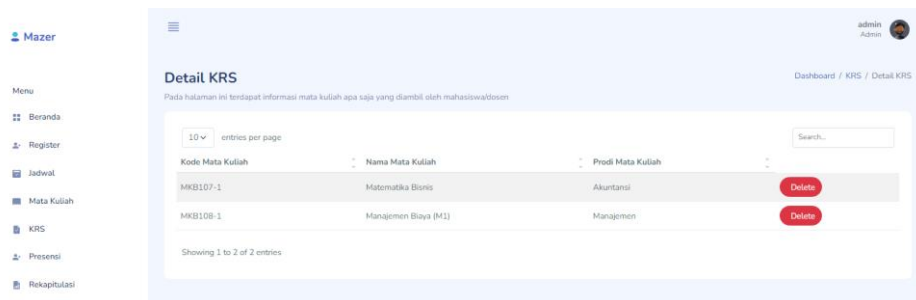 Mazer
admin
Admin
Menu
Beranda
Register
Jadwal
Mata Kuliah
KRS
Presensi
Rekapitulasi
Detail KRS
Dashboard / KRS / Detail KRS
Pada halaman ini terdapat informasi mata kuliah apa saja yang diambil oleh mahasiswa/dosen
10 entries per page
Search...
Kode Mata Kuliah Nama Mata Kuliah Prodi Mata Kuliah
MKB107-1 Matematika Bisnis Akuntansi Delete
MKB108-1 Manajemen Biaya (M1) Manajemen Delete
Showing 1 to 2 of 2 entries